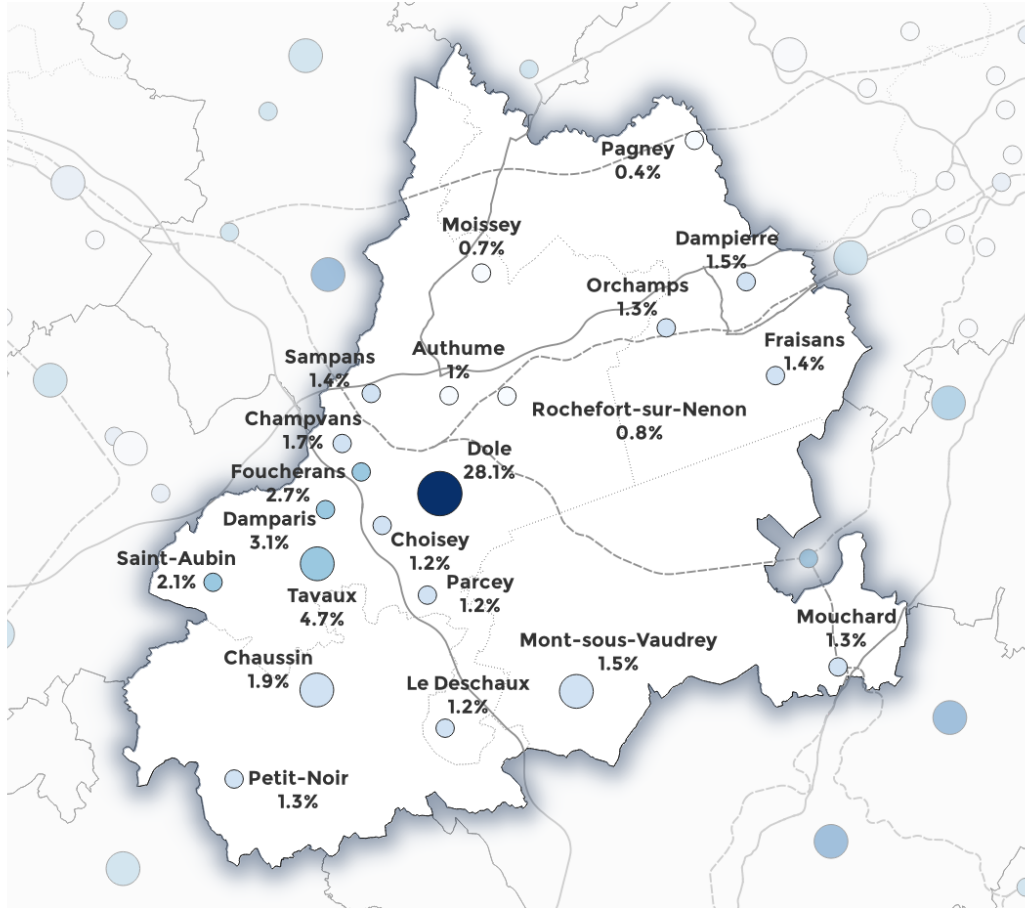 Pagney
0.4%
Moissey
0.7%
Dampierre
1.5%
Orchamps
1.3%
Fraisans
1.4%
Sampans
1.4%
Authume
1%
Rochefort-sur-Nenon
0.8%
Champvans
1.7%
Dole
28.1%
Foucherans
2.7%
Damparis
3.1%
Choisey
1.2%
Saint-Aubin
2.1%
Parcey
1.2%
Tavaux
4.7%
Mouchard
1.3%
Mont-sous-Vaudrey
1.5%
Chaussin
1.9%
Le Deschaux
1.2%
Petit-Noir
1.3%